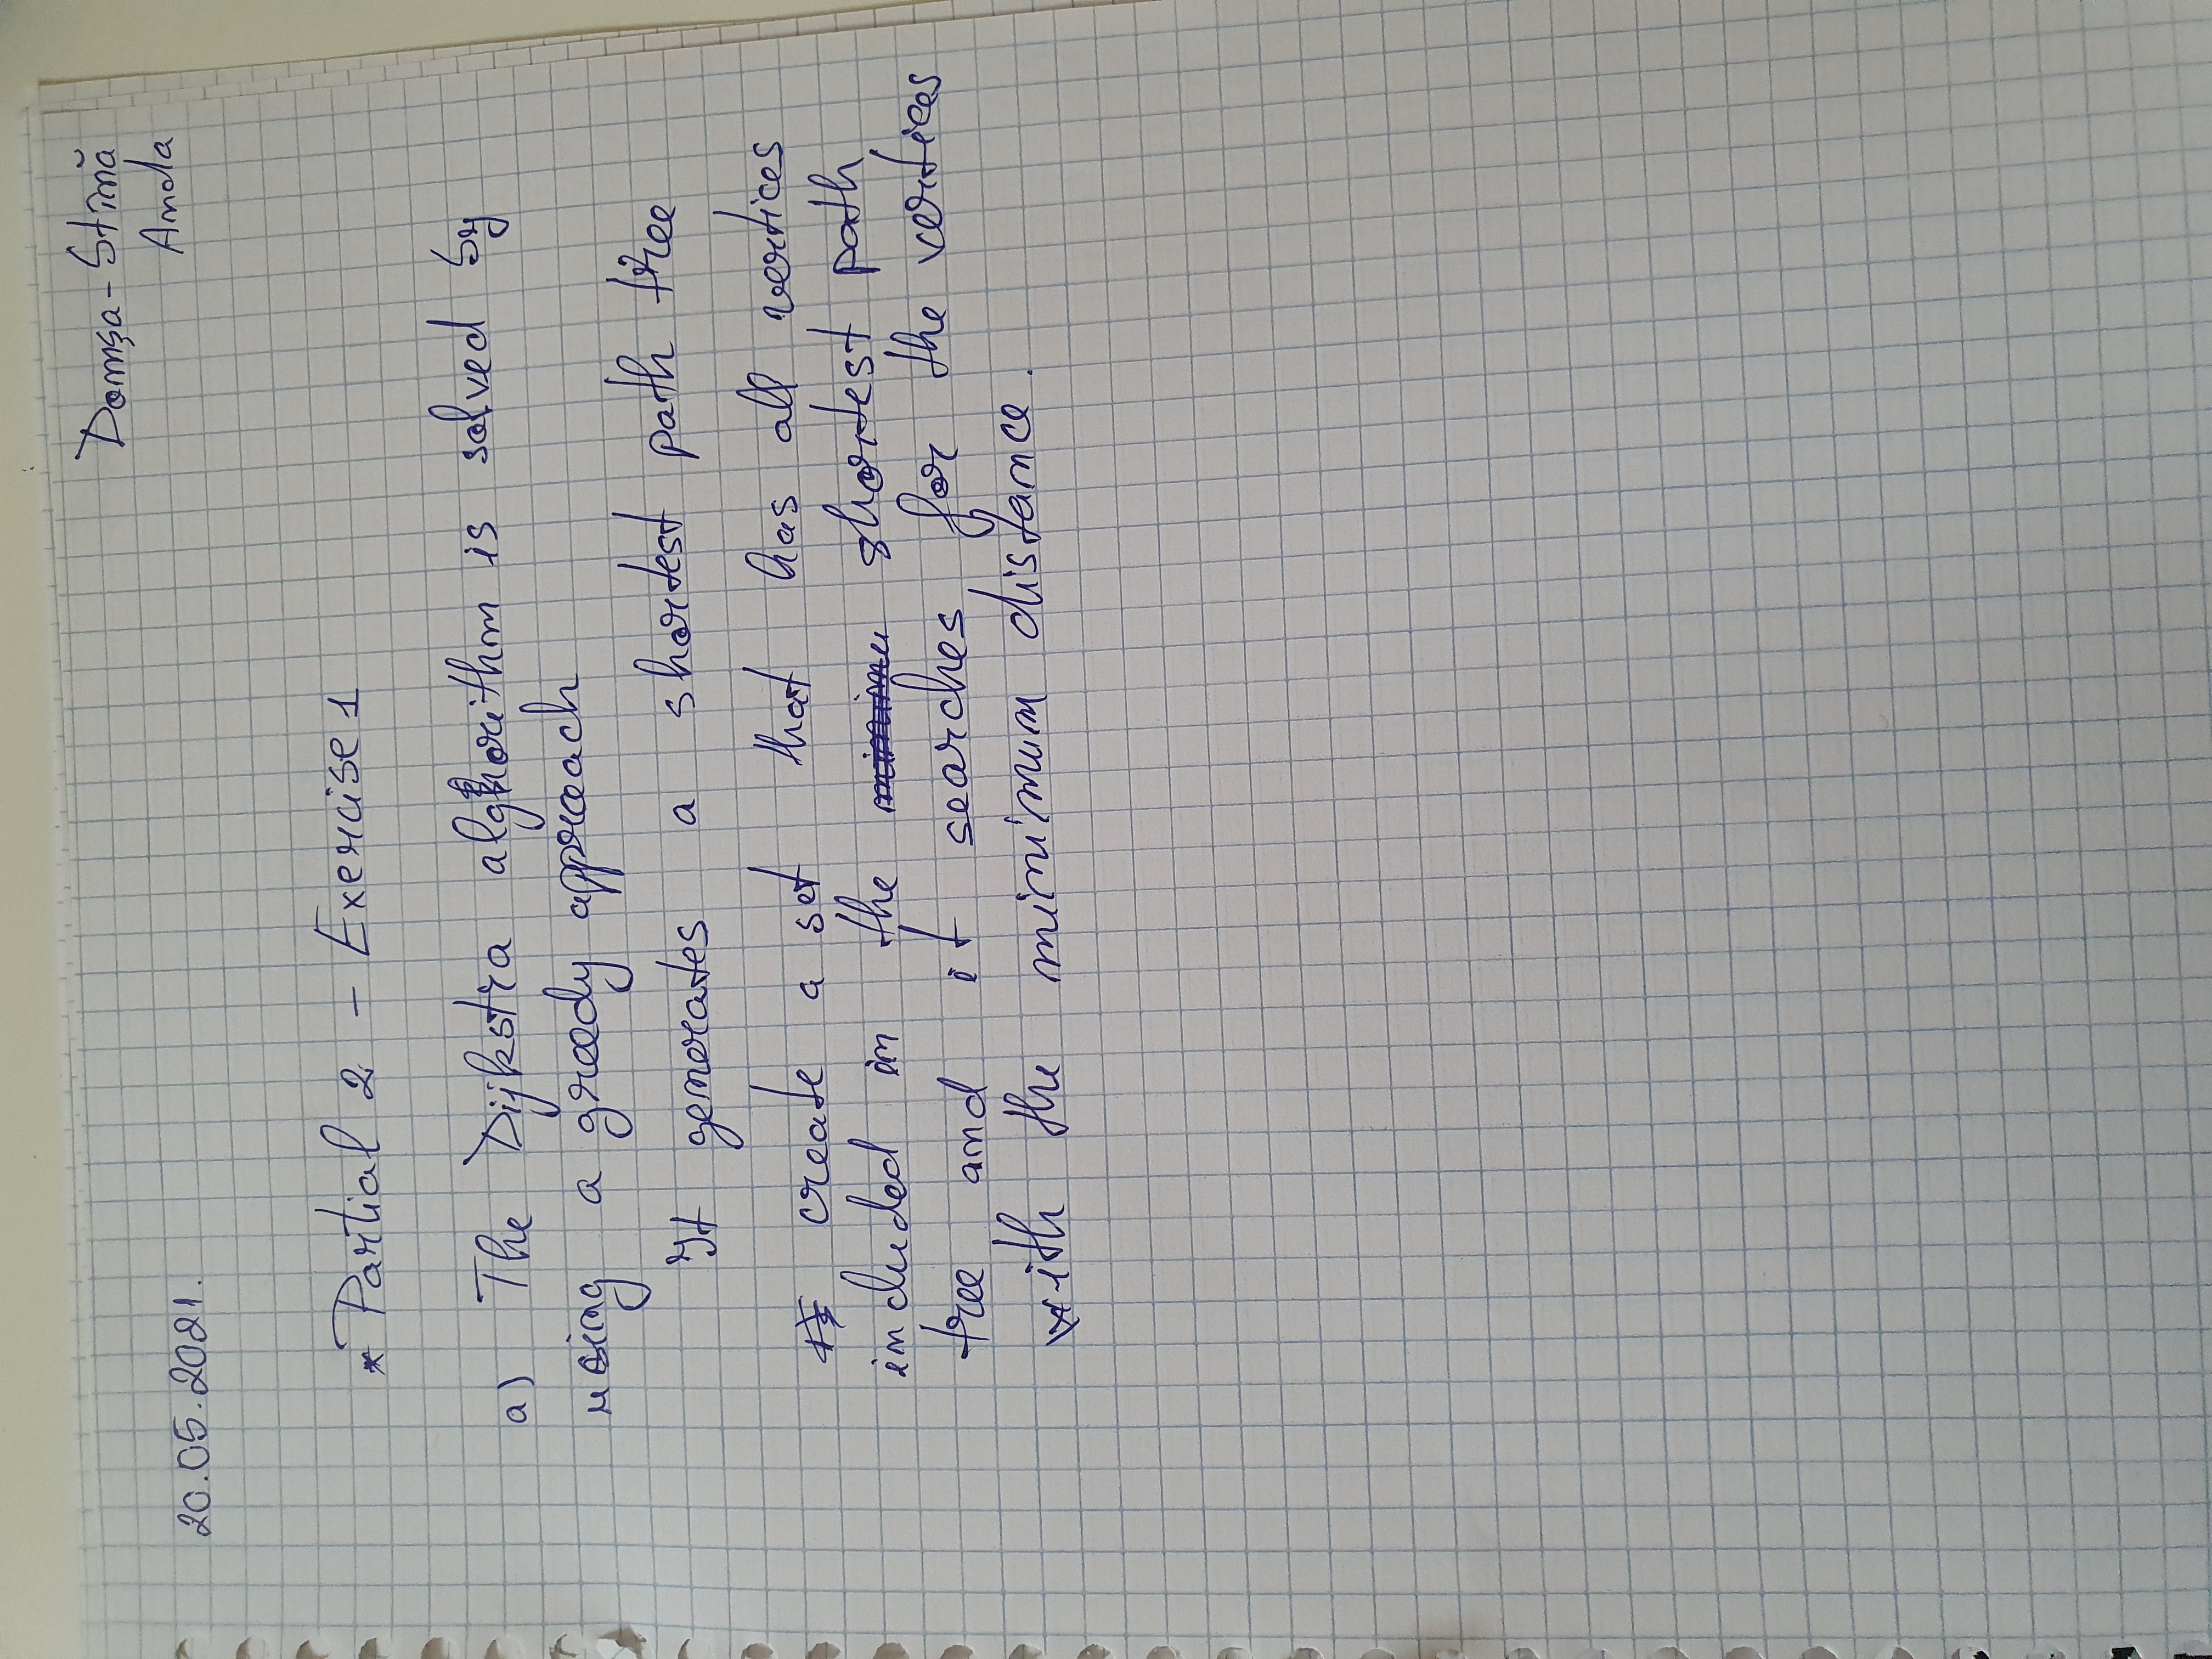 Domşa-Stînă
Anda
20.05.2021.
* Partial 2 - Exercise 1
a) The Dijkstra alghorithm is solved by
using a greedy approach
It generates a shortest path tree
create a set that has all vertices
included in the shortest path
tree and it searches for the vertices
with the minimum distance.